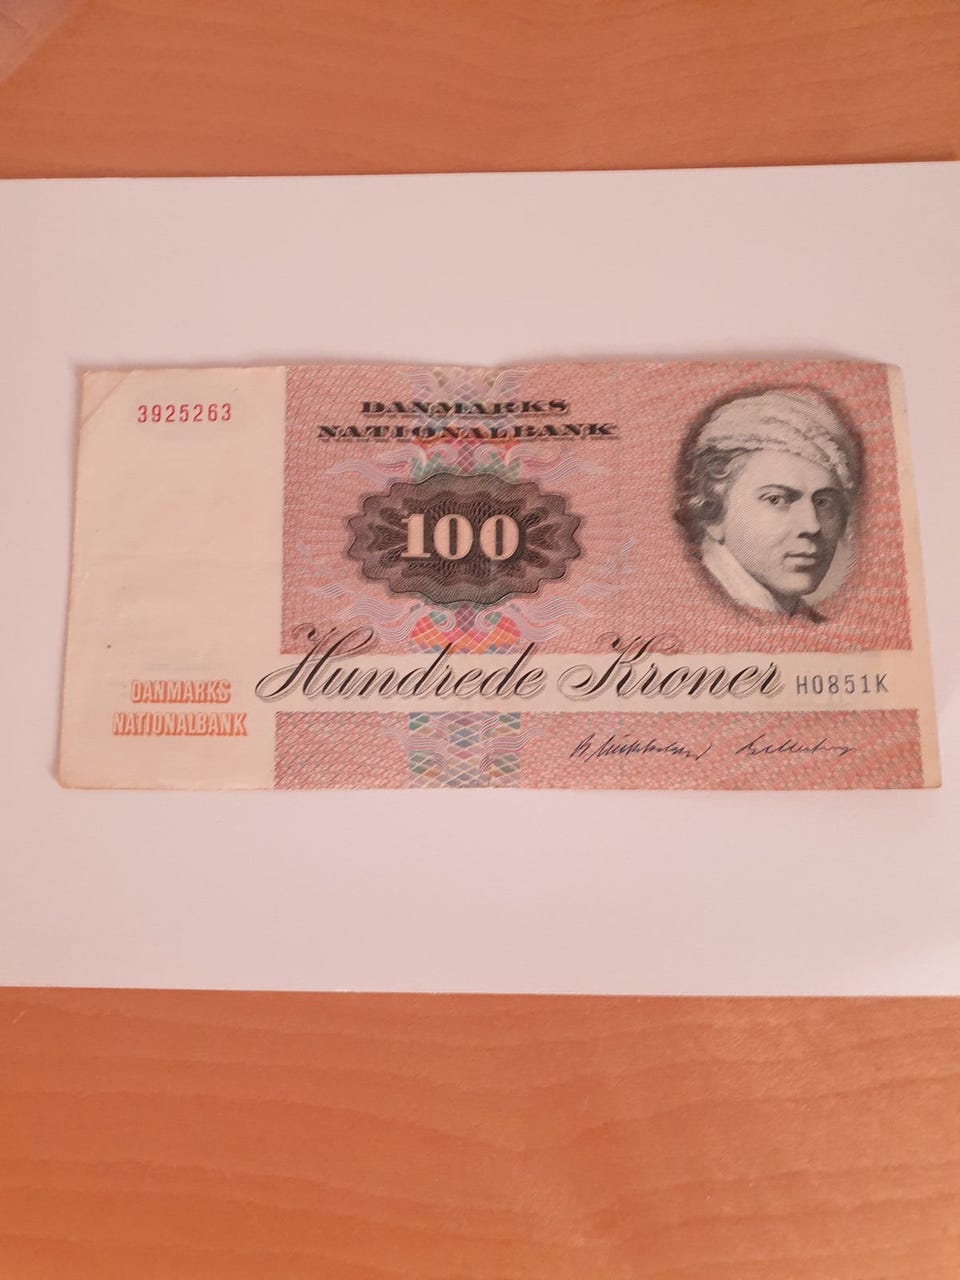 3925263
DANMARKS
NATIONALBANK
100
Hundrede Kroner
H0851K
DANMARKS
NATIONALBANK